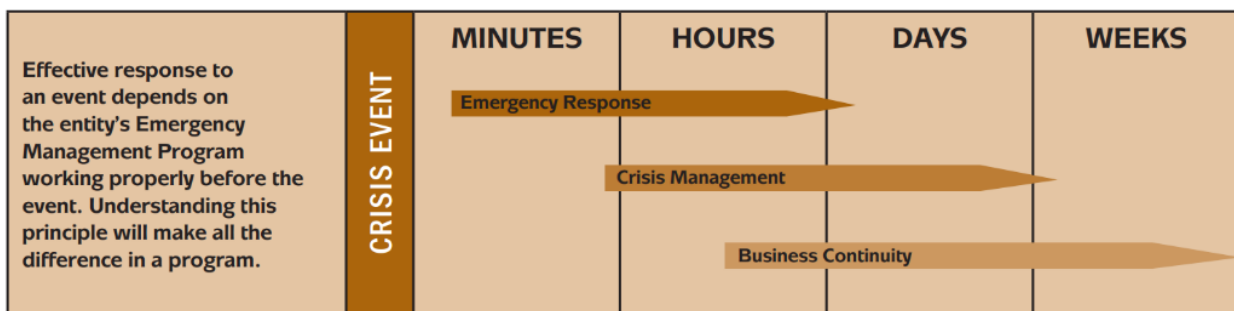 Effective response to
an event depends on
the entity’s Emergency
Management Program
working properly before the
event. Understanding this
principle will make all the
difference in a program.
CRISIS EVENT
MINUTES
HOURS
DAYS
WEEKS
Emergency Response
Crisis Management
Business Continuity